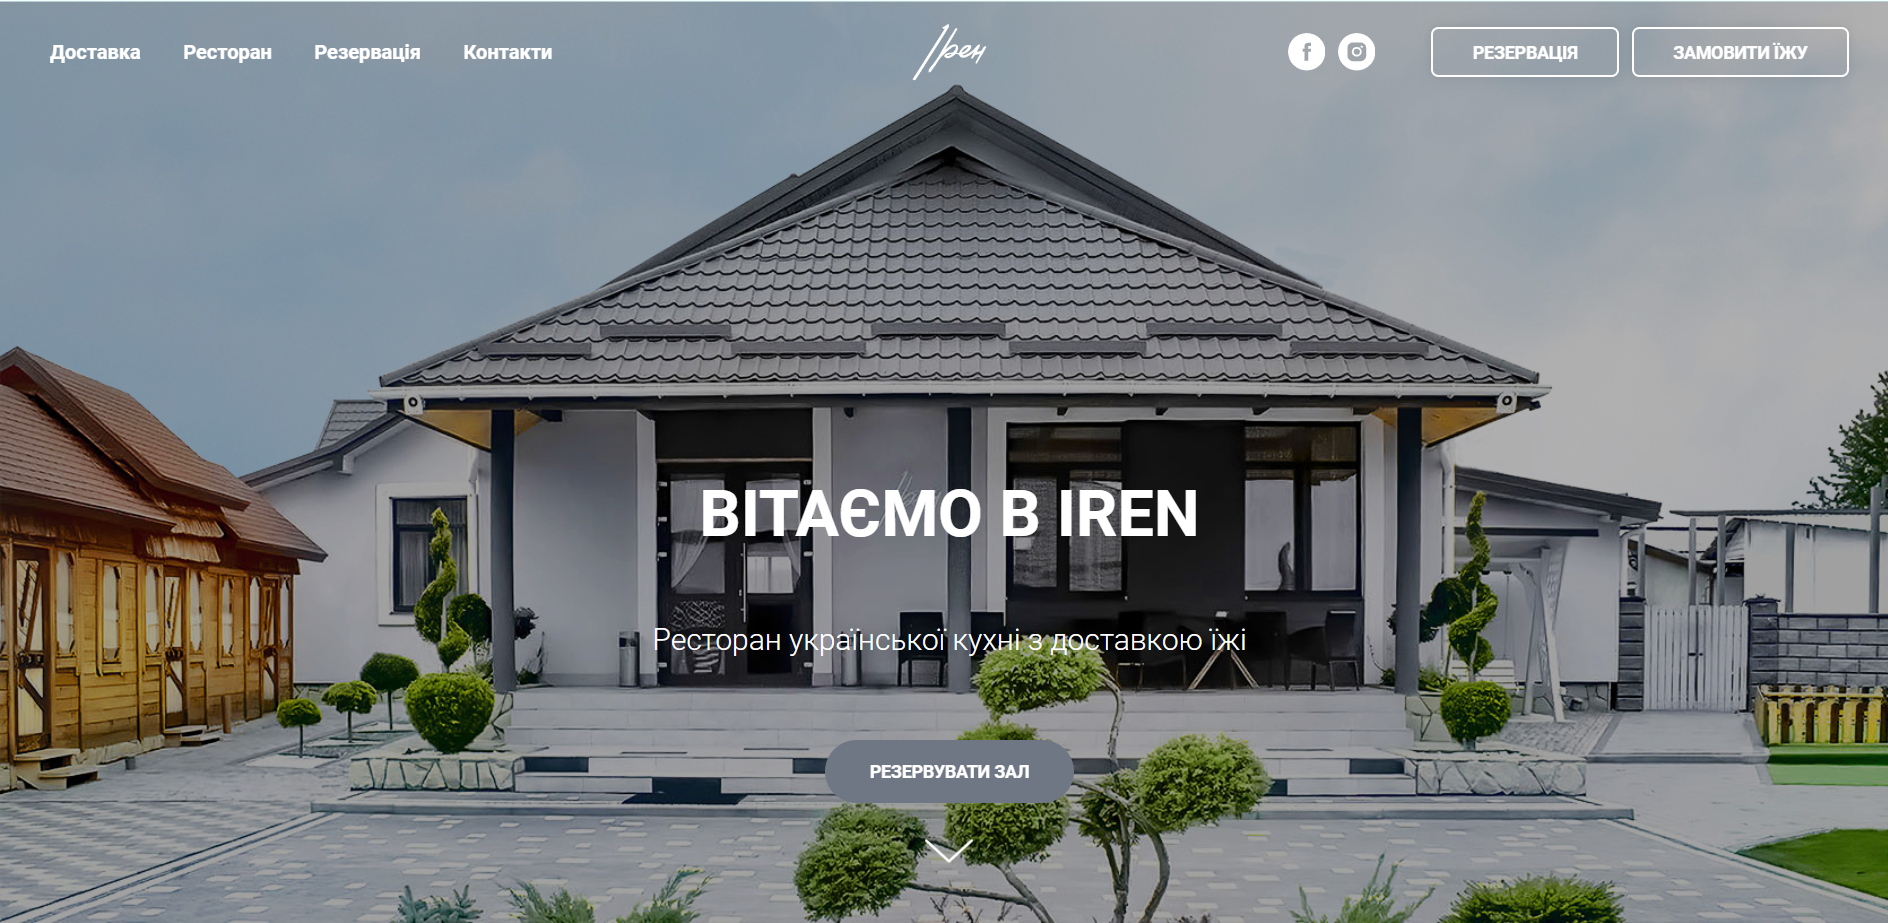 Доставка Ресторан Резервація Контакти
Ірен
РЕЗЕРВАЦІЯ
ЗАМОВИТИ ЇЖУ
ВІТАЄМО В IREN
Ресторан української кухні з доставкою їжі
РЕЗЕРВУВАТИ ЗАЛ